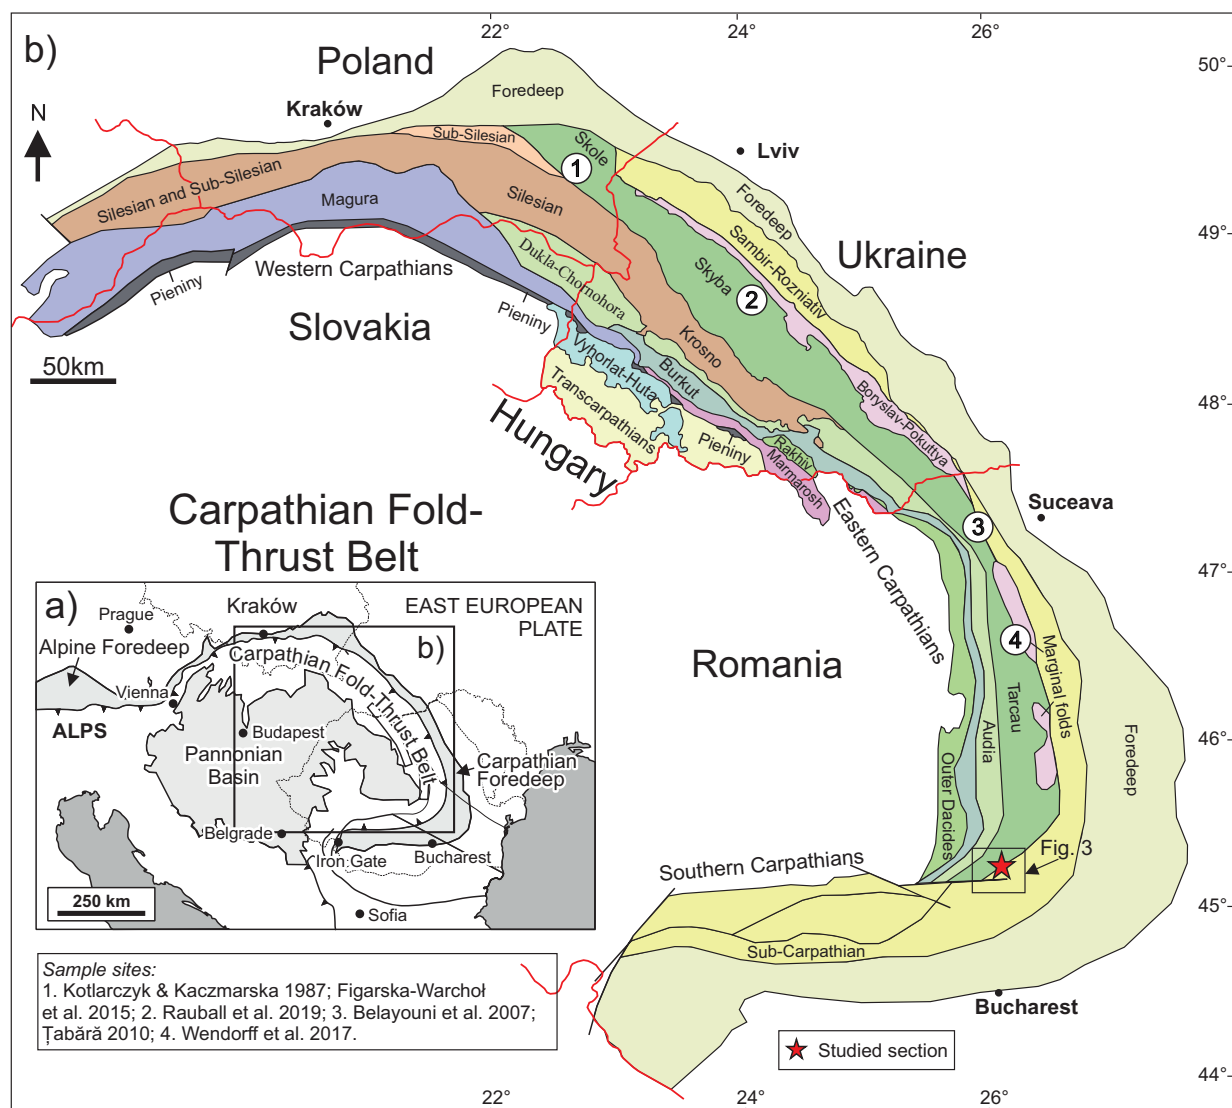 22°
24°
26°
b)
Poland
50°
Foredeep
Kraków
N
Sub-Silesian
Skole
1
Lviv
Silesian and Sub-Silesian
Magura
Silesian
Foredeep
49°
Sambir-Rozniativ
Ukraine
Western Carpathians
Dukla-Chornohora
Skyba
2
Pieniny
Slovakia
Pieniny
50km
Krosno
Vyhorlat-Huta
Burkut
Boryslav-Pokuttya
48°
Transcarpathians
Hungary
Pieniny
Rakhiv
Marmarosh
Carpathian Fold-
Thrust Belt
Suceava
3
Eastern Carpathians
47°
a)
Kraków
EAST EUROPEAN
PLATE
Prague
Alpine Foredeep
b)
Carpathian Fold-Thrust Belt
Vienna
ALPS
Budapest
Pannonian
Basin
Carpathian
Foredeep
Belgrade
Iron Gate
Bucharest
250 km
Sofia
Romania
4
Marginal folds
Tarcau
Audia
Outer Dacides
Foredeep
46°
Fig. 3
Southern Carpathians
45°
Sub-Carpathian
Bucharest
Sample sites:
1. Kotlarczyk & Kaczmarska 1987; Figarska-Warchoł
et al. 2015; 2. Rauball et al. 2019; 3. Belayouni et al. 2007;
Ţabără 2010; 4. Wendorff et al. 2017.
Studied section
44°
22°
24°
26°